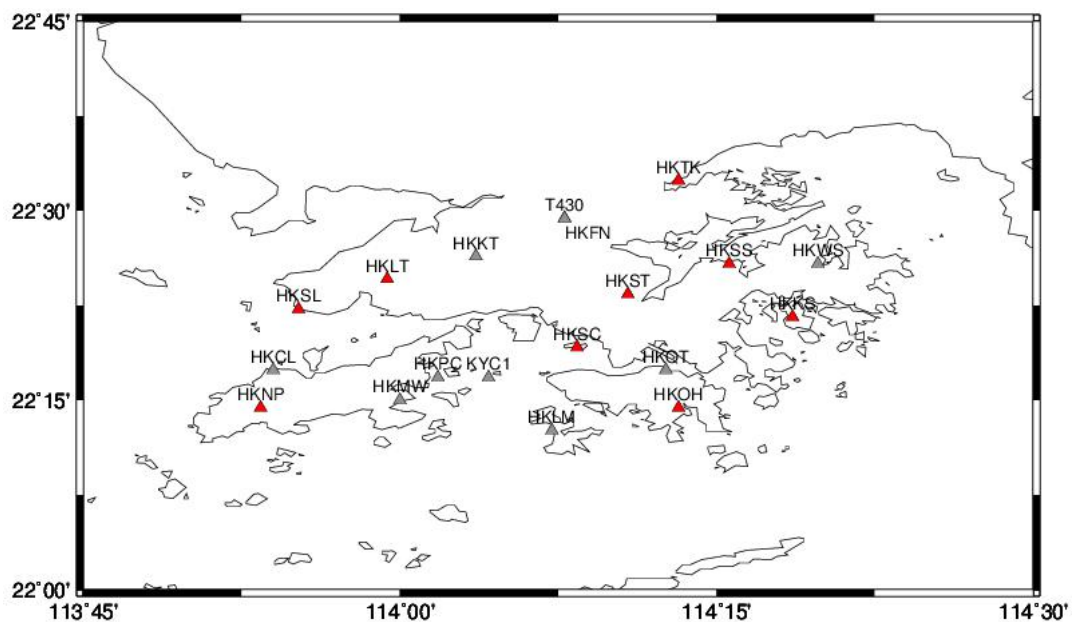 22°45'
HKTK
T430
22°30'
HKFN
HKKT
HKSS
HKWS
HKLT
HKST
HKSL
HKKS
HKSC
HKCL
HKPC
KYC1
HKQT
HKMW
HKNP
22°15'
HKOH
HKLM
22°00'
113°45'
114°00'
114°15'
114°30'